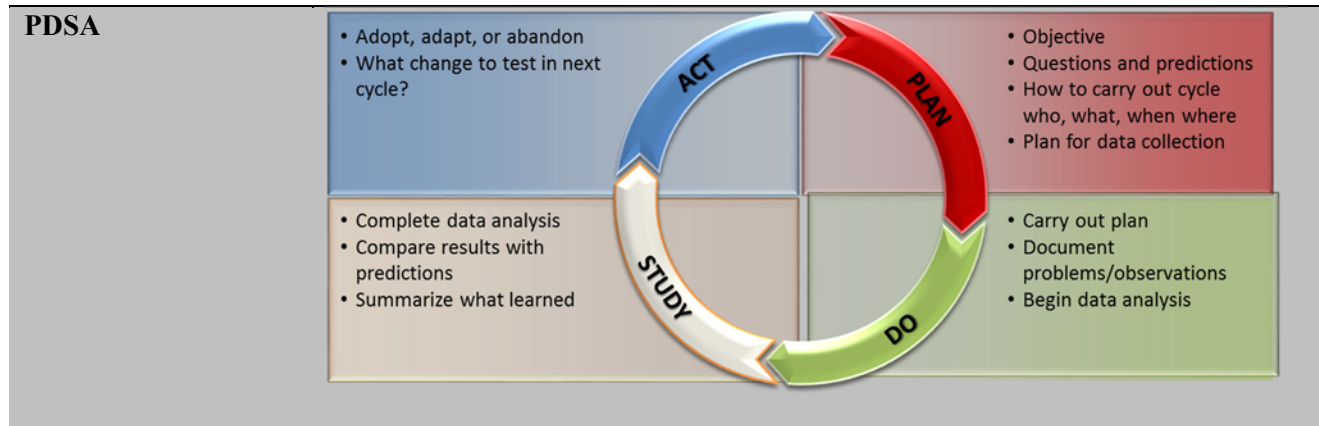 PDSA
• Adopt, adapt, or abandon
• What change to test in next
cycle?
ACT
PLAN
• Objective
• Questions and predictions
• How to carry out cycle
who, what, when where
• Plan for data collection
• Complete data analysis
• Compare results with
predictions
• Summarize what learned
STUDY
DO
• Carry out plan
• Document
problems/observations
• Begin data analysis